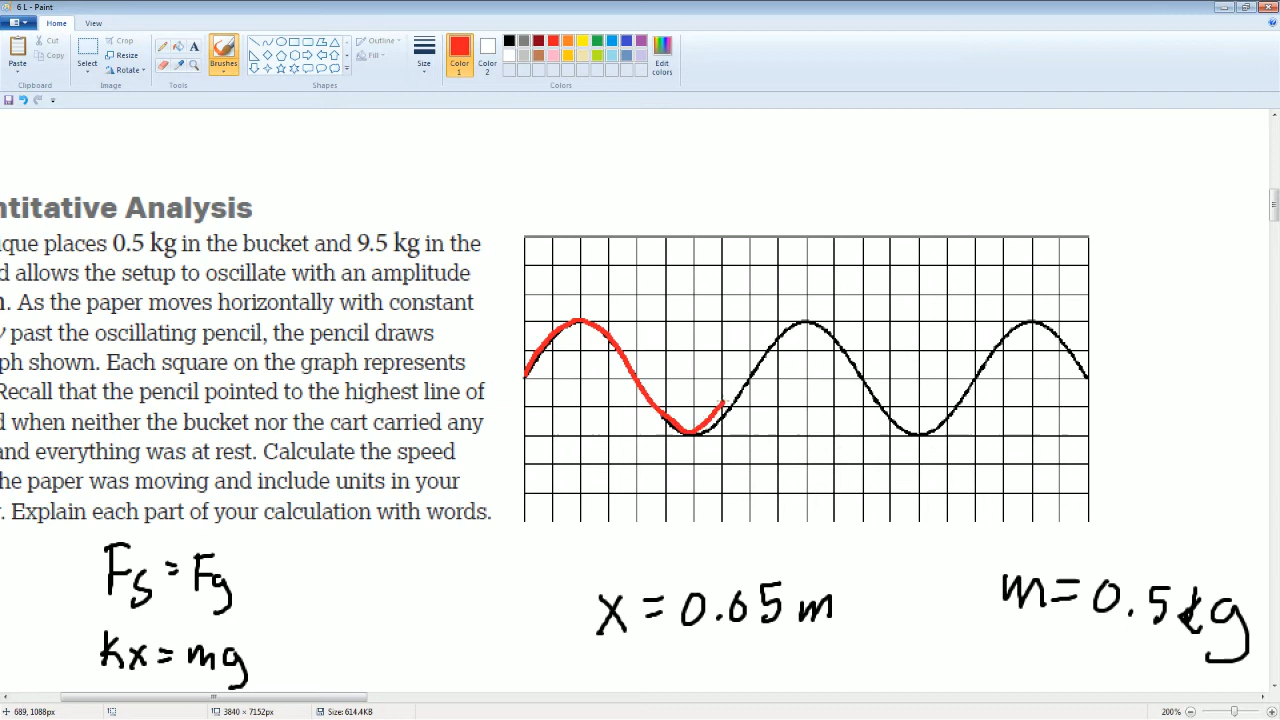 6 L - Paint
Home View
Paste
Cut
Copy
Clipboard
Select
Crop
Resize
Rotate
Image
A
Tools
Brushes
Outline
Fill
Shapes
Size
Color 1
Color 2
Edit colors
Colors
ntitative Analysis
ique places 0.5 kg in the bucket and 9.5 kg in the
d allows the setup to oscillate with an amplitude
. As the paper moves horizontally with constant
past the oscillating pencil, the pencil draws
ph shown. Each square on the graph represents
Recall that the pencil pointed to the highest line of
d when neither the bucket nor the cart carried any
and everything was at rest. Calculate the speed
he paper was moving and include units in your
. Explain each part of your calculation with words.
Fs = Fg
kx = mg
x = 0.65 m
m = 0.5 kg
689, 1088px
3840 × 7152px
Size: 614.4KB
200%